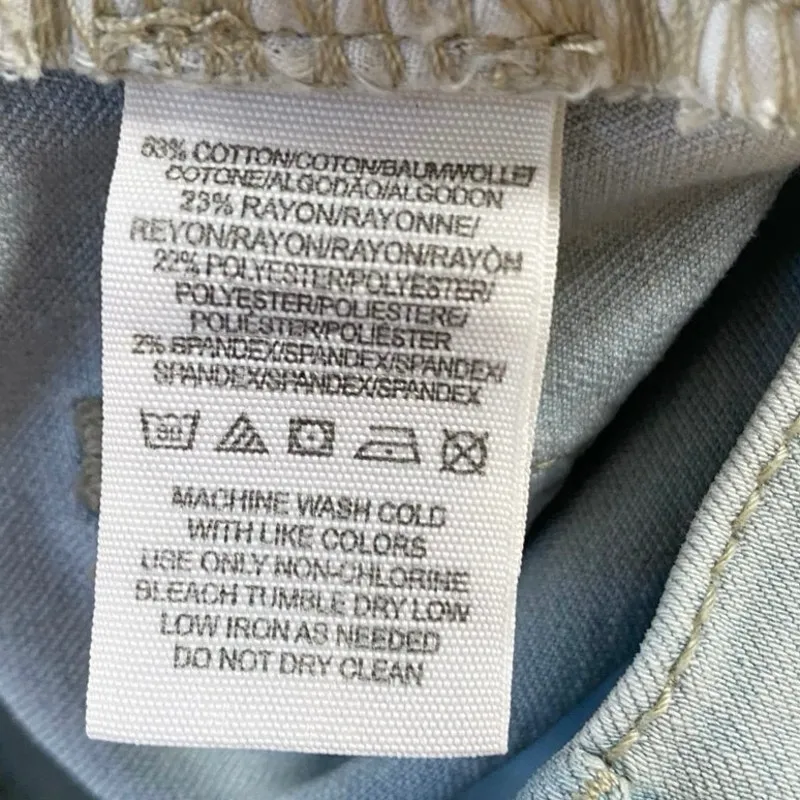 53% COTTON/COTON/BAUMWOLLE/
COTONE/ALGODÃO/ALGODON
23% RAYON/RAYONNE/
REYON/RAYON/RAYON/RAYÒN
22% POLYESTER/POLYESTER/
POLYESTER/POLIESTERE/
POLIÉSTER/POLIESTER
2% SPANDEX/SPANDEX/SPANDEX/
SPANDEX/SPANDEX/SPANDEX
30
MACHINE WASH COLD
WITH LIKE COLORS
USE ONLY NON-CHLORINE
BLEACH TUMBLE DRY LOW
LOW IRON AS NEEDED
DO NOT DRY CLEAN